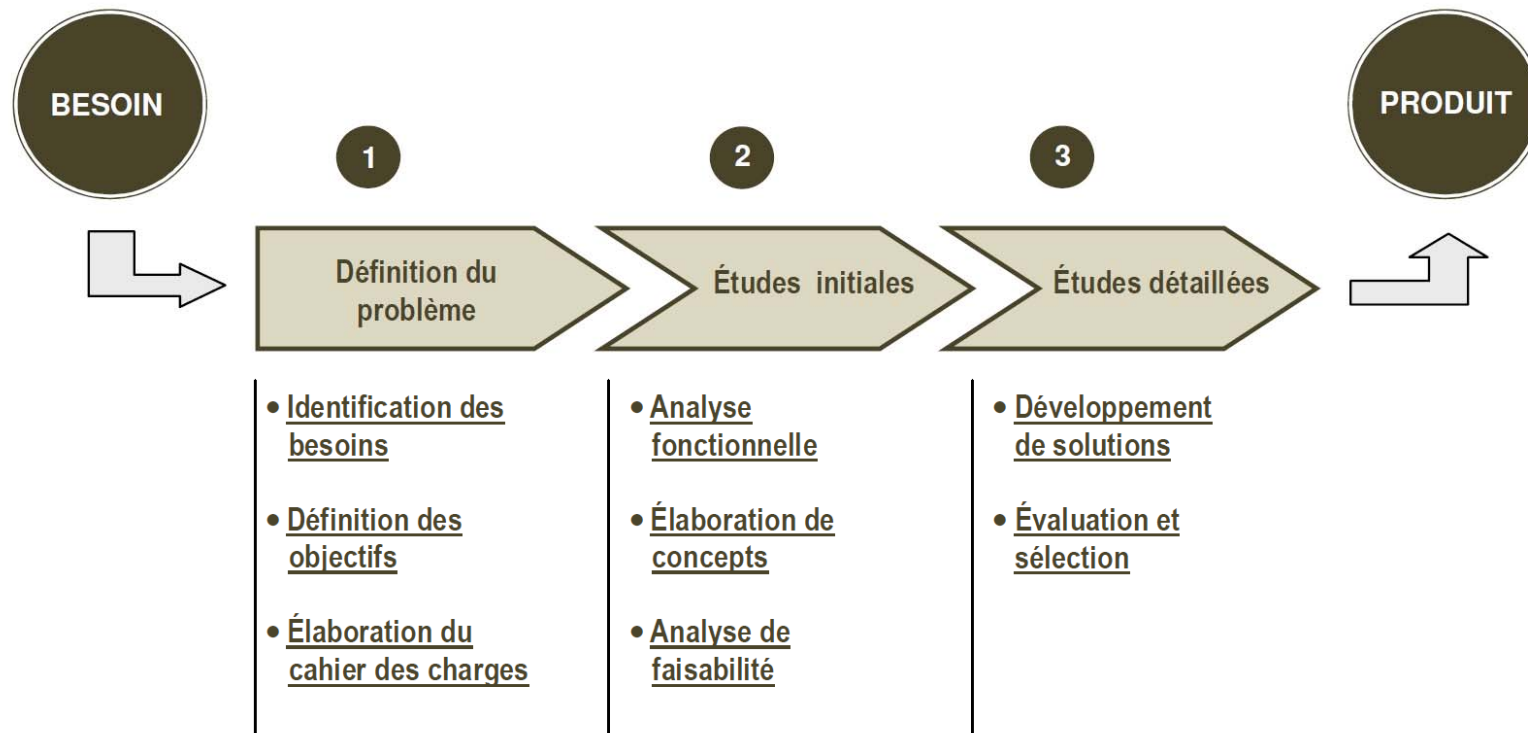 BESOIN
PRODUIT
1
2
3
Définition du
problème
Études initiales
Études détaillées
• Identification des
besoins
• Définition des
objectifs
• Élaboration du
cahier des charges
• Analyse
fonctionnelle
• Élaboration de
concepts
• Analyse de
faisabilité
• Développement
de solutions
• Évaluation et
sélection